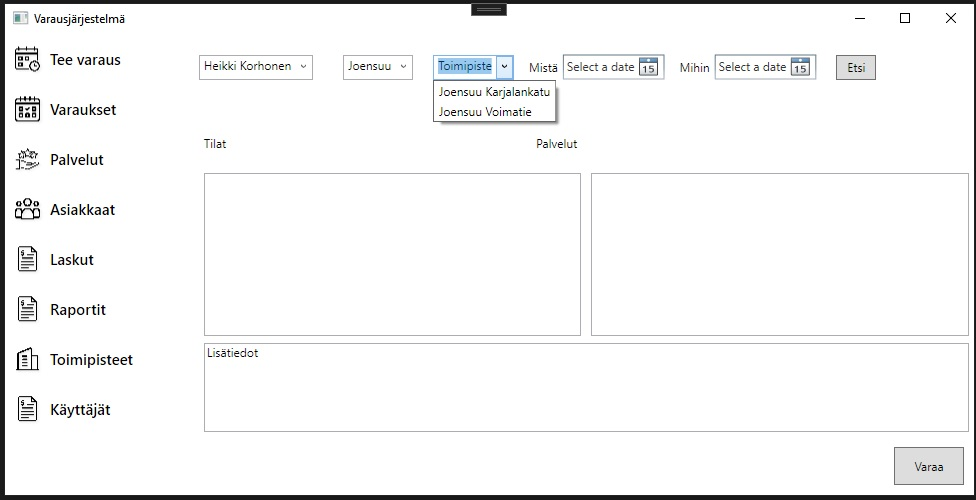 Varausjärjestelmä
Tee varaus
Varaukset
Palvelut
Asiakkaat
Laskut
Raportit
Toimipisteet
Käyttäjät
Heikki Korhonen Joensuu Toimipiste Mistä Select a date 15 Mihin Select a date 15 Etsi
Joensuu Karjalankatu
Joensuu Voimatie
Tilat Palvelut
Lisätiedot
Varaa